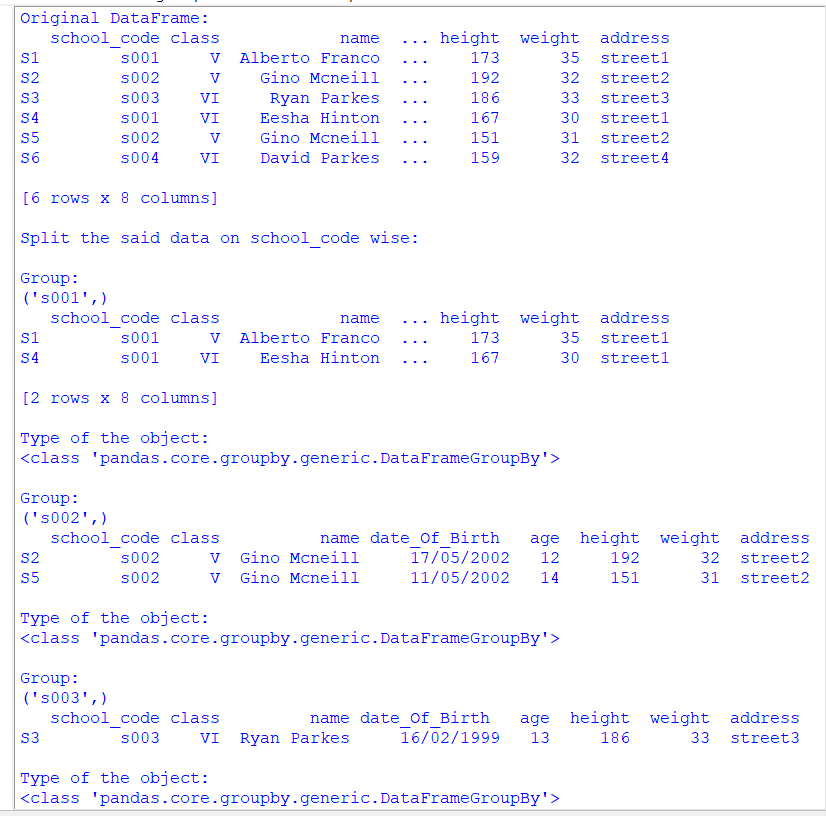 Original DataFrame:
   school_code class            name  ... height  weight  address
S1        s001     V  Alberto Franco  ...    173      35  street1
S2        s002     V    Gino Mcneill  ...    192      32  street2
S3        s003    VI     Ryan Parkes  ...    186      33  street3
S4        s001    VI    Eesha Hinton  ...    167      30  street1
S5        s002     V    Gino Mcneill  ...    151      31  street2
S6        s004    VI    David Parkes  ...    159      32  street4

[6 rows x 8 columns]

Split the said data on school_code wise:

Group:
('s001',)
   school_code class            name  ... height  weight  address
S1        s001     V  Alberto Franco  ...    173      35  street1
S4        s001    VI    Eesha Hinton  ...    167      30  street1

[2 rows x 8 columns]

Type of the object:
<class 'pandas.core.groupby.generic.DataFrameGroupBy'>

Group:
('s002',)
   school_code class          name date_Of_Birth   age  height  weight  address
S2        s002     V  Gino Mcneill     17/05/2002   12     192      32  street2
S5        s002     V  Gino Mcneill     11/05/2002   14     151      31  street2

Type of the object:
<class 'pandas.core.groupby.generic.DataFrameGroupBy'>

Group:
('s003',)
   school_code class         name date_Of_Birth   age  height  weight  address
S3        s003    VI  Ryan Parkes     16/02/1999   13     186      33  street3

Type of the object:
<class 'pandas.core.groupby.generic.DataFrameGroupBy'>